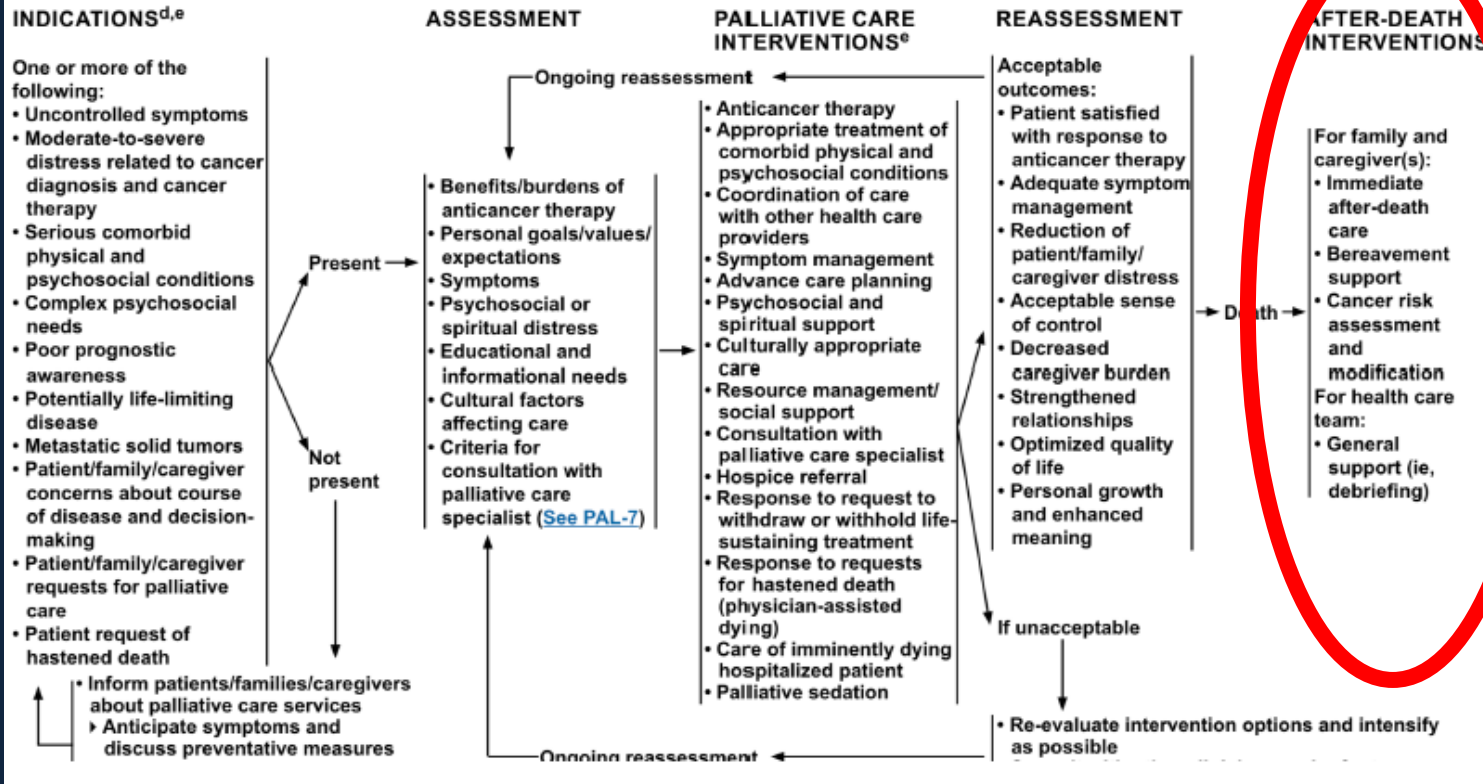 INDICATIONSd,e
One or more of the
following:
• Uncontrolled symptoms
• Moderate-to-severe
distress related to cancer
diagnosis and cancer
therapy
• Serious comorbid
physical and
psychosocial conditions
• Complex psychosocial
needs
• Poor prognostic
awareness
• Potentially life-limiting
disease
• Metastatic solid tumors
• Patient/family/caregiver
concerns about course
of disease and decision-
making
• Patient/family/caregiver
requests for palliative
care
• Patient request of
hastened death
Present
Not
present
• Inform patients/families/caregivers
about palliative care services
▸ Anticipate symptoms and
discuss preventative measures
ASSESSMENT
Ongoing reassessment
• Benefits/burdens of
anticancer therapy
• Personal goals/values/
expectations
• Symptoms
• Psychosocial or
spiritual distress
• Educational and
informational needs
• Cultural factors
affecting care
• Criteria for
consultation with
palliative care
specialist (See PAL-7)
PALLIATIVE CARE
INTERVENTIONSe
• Anticancer therapy
• Appropriate treatment of
comorbid physical and
psychosocial conditions
• Coordination of care
with other health care
providers
• Symptom management
• Advance care planning
• Psychosocial and
spiritual support
• Culturally appropriate
care
• Resource management/
social support
• Consultation with
palliative care specialist
• Hospice referral
• Response to request to
withdraw or withhold life-
sustaining treatment
• Response to requests
for hastened death
(physician-assisted
dying)
• Care of imminently dying
hospitalized patient
• Palliative sedation
REASSESSMENT
Acceptable
outcomes:
• Patient satisfied
with response to
anticancer therapy
• Adequate symptom
management
• Reduction of
patient/family/
caregiver distress
• Acceptable sense
of control
• Decreased
caregiver burden
• Strengthened
relationships
• Optimized quality
of life
• Personal growth
and enhanced
meaning
If unacceptable
• Re-evaluate intervention options and intensify
as possible
Ongoing reassessment
Death
AFTER-DEATH
INTERVENTIONS
For family and
caregiver(s):
• Immediate
after-death
care
• Bereavement
support
• Cancer risk
assessment
and
modification
For health care
team:
• General
support (ie,
debriefing)